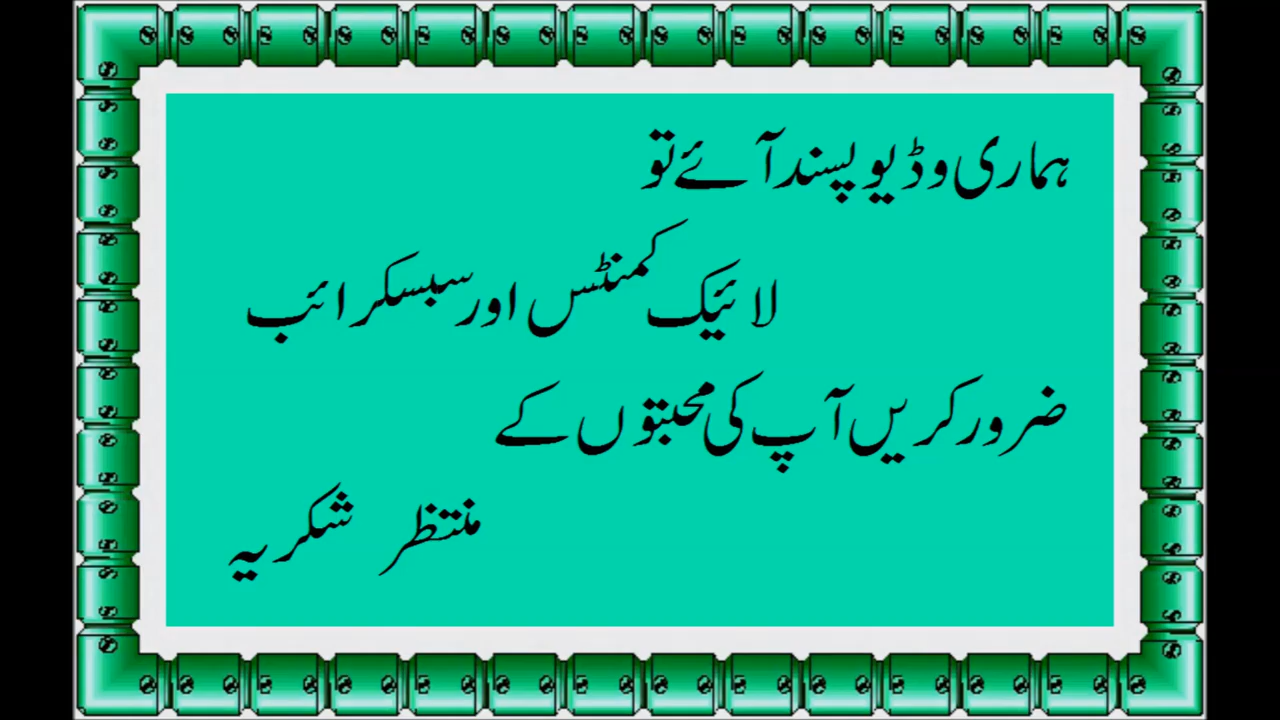 ہماری وڈیو پسند آئے تو
لائیک کمنٹس اور سبسکرائب
ضرور کریں آپ کی محبتوں کے
منتظر شکریہ